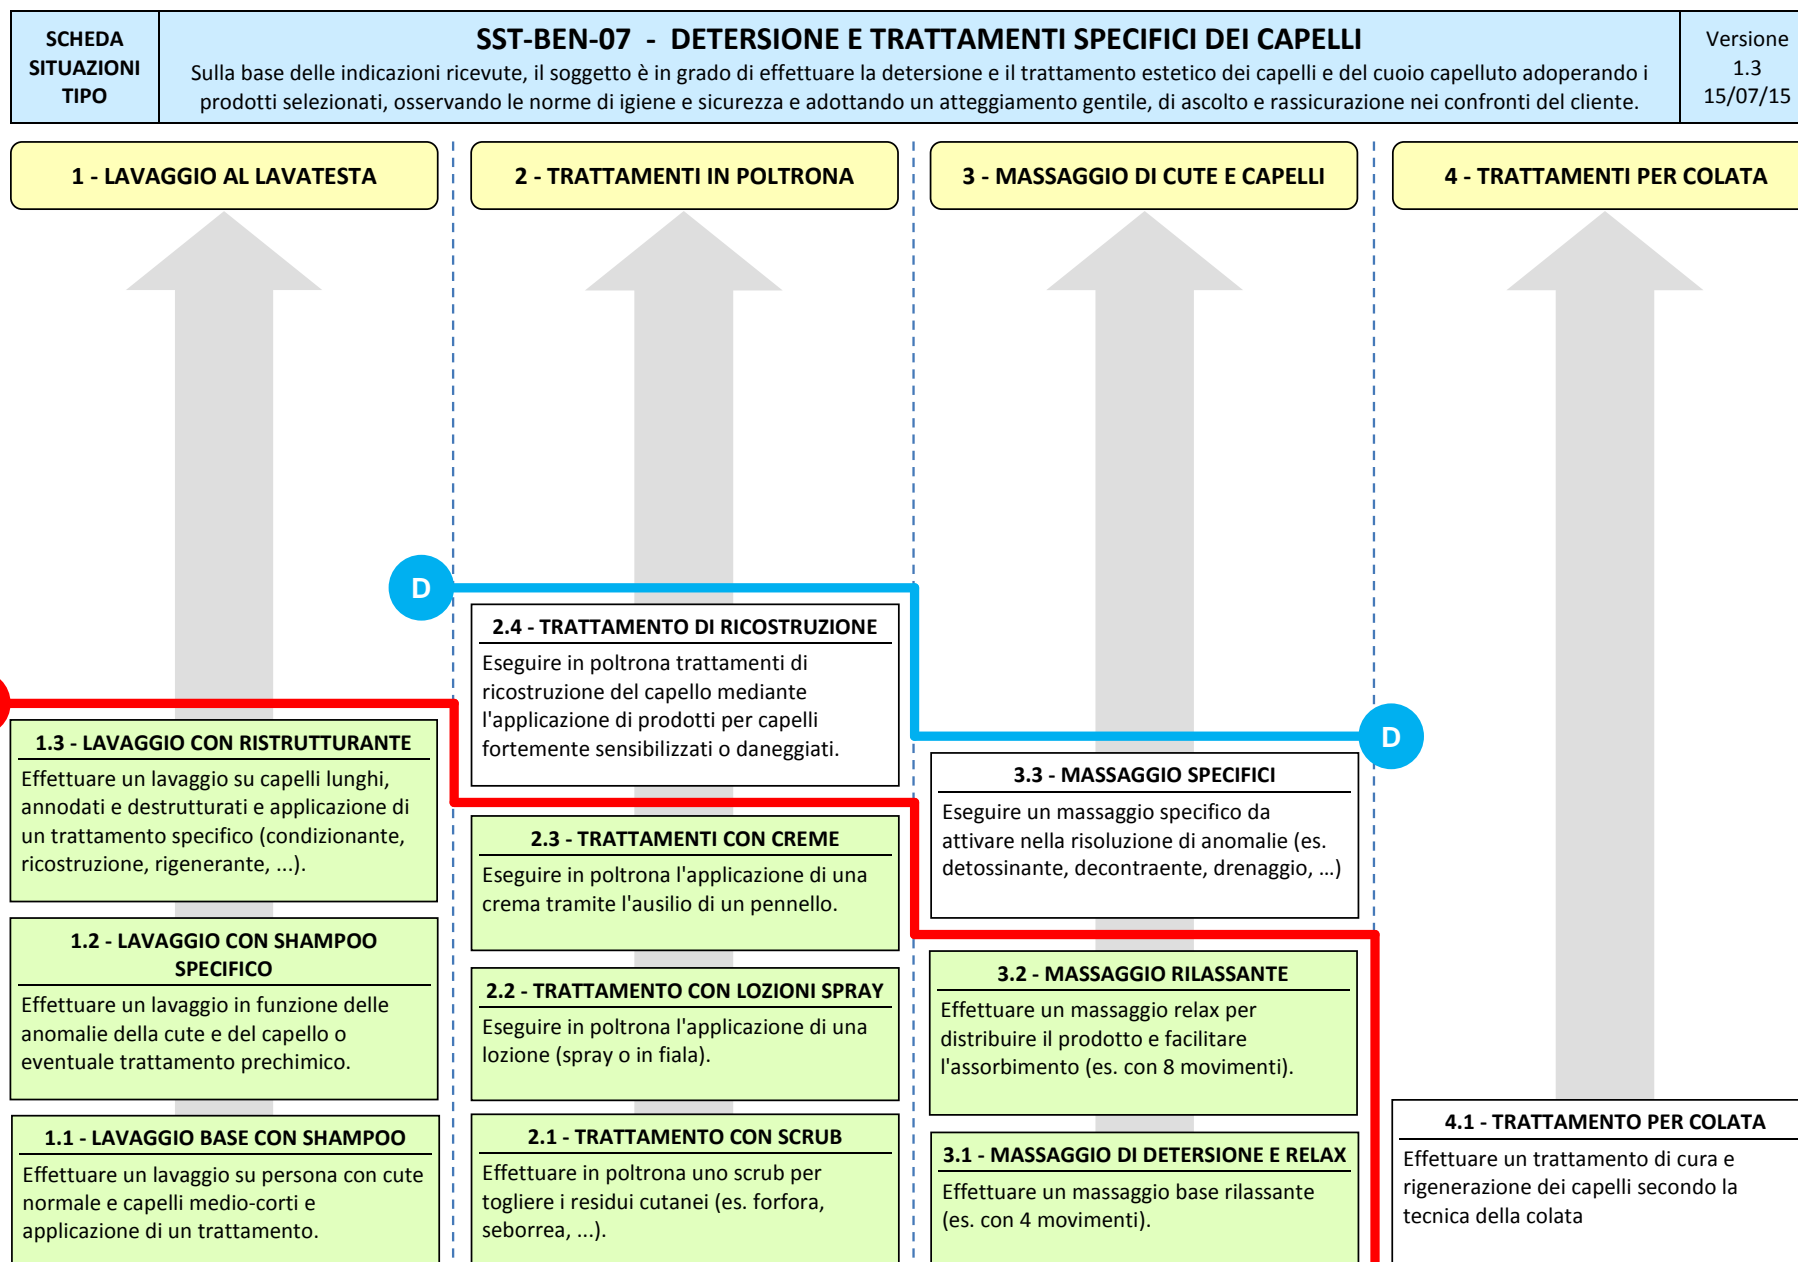 SCHEDA
SITUAZIONI
TIPO
SST-BEN-07 - DETERSIONE E TRATTAMENTI SPECIFICI DEI CAPELLI
Sulla base delle indicazioni ricevute, il soggetto è in grado di effettuare la detersione e il trattamento estetico dei capelli e del cuoio capelluto adoperando i
prodotti selezionati, osservando le norme di igiene e sicurezza e adottando un atteggiamento gentile, di ascolto e rassicurazione nei confronti del cliente.
Versione
1.3
15/07/15
1 - LAVAGGIO AL LAVATESTA
2 - TRATTAMENTI IN POLTRONA
3 - MASSAGGIO DI CUTE E CAPELLI
4 - TRATTAMENTI PER COLATA
D
D
1.3 - LAVAGGIO CON RISTRUTTURANTE
Effettuare un lavaggio su capelli lunghi,
annodati e destrutturati e applicazione di
un trattamento specifico (condizionante,
ricostruzione, rigenerante, ...).
1.2 - LAVAGGIO CON SHAMPOO
SPECIFICO
Effettuare un lavaggio in funzione delle
anomalie della cute e del capello o
eventuale trattamento prechimico.
1.1 - LAVAGGIO BASE CON SHAMPOO
Effettuare un lavaggio su persona con cute
normale e capelli medio-corti e
applicazione di un trattamento.
2.4 - TRATTAMENTO DI RICOSTRUZIONE
Eseguire in poltrona trattamenti di
ricostruzione del capello mediante
l'applicazione di prodotti per capelli
fortemente sensibilizzati o daneggiati.
2.3 - TRATTAMENTI CON CREME
Eseguire in poltrona l'applicazione di una
crema tramite l'ausilio di un pennello.
2.2 - TRATTAMENTO CON LOZIONI SPRAY
Eseguire in poltrona l'applicazione di una
lozione (spray o in fiala).
2.1 - TRATTAMENTO CON SCRUB
Effettuare in poltrona uno scrub per
togliere i residui cutanei (es. forfora,
seborrea, ...).
3.3 - MASSAGGIO SPECIFICI
Eseguire un massaggio specifico da
attivare nella risoluzione di anomalie (es.
detossinante, decontraente, drenaggio, ...)
3.2 - MASSAGGIO RILASSANTE
Effettuare un massaggio relax per
distribuire il prodotto e facilitare
l'assorbimento (es. con 8 movimenti).
3.1 - MASSAGGIO DI DETERSIONE E RELAX
Effettuare un massaggio base rilassante
(es. con 4 movimenti).
4.1 - TRATTAMENTO PER COLATA
Effettuare un trattamento di cura e
rigenerazione dei capelli secondo la
tecnica della colata